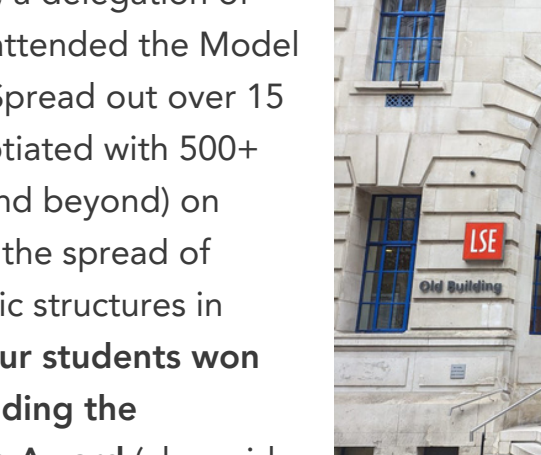 a delegation of
attended the Model
Spread out over 15
otiated with 500+
nd beyond) on
the spread of
ic structures in
ur students won
ding the
LSE
Old Building